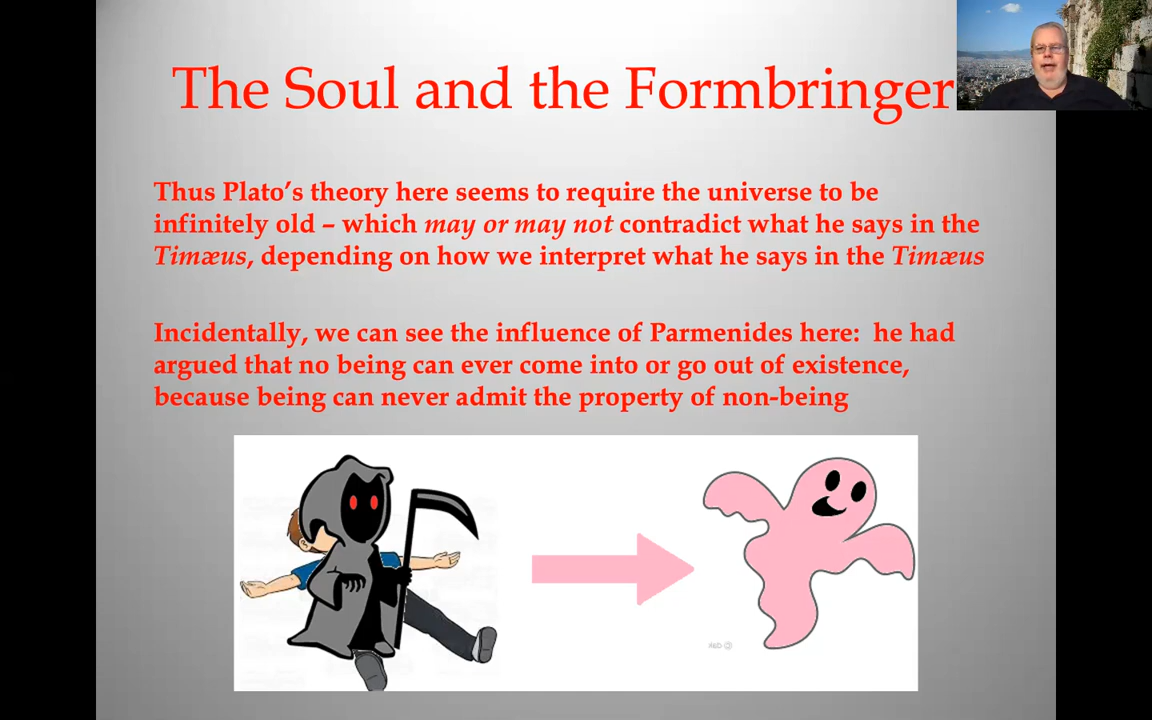 The Soul and the Formbringer
Thus Plato’s theory here seems to require the universe to be
infinitely old – which may or may not contradict what he says in the
Timæus, depending on how we interpret what he says in the Timæus
Incidentally, we can see the influence of Parmenides here:  he had
argued that no being can ever come into or go out of existence,
because being can never admit the property of non-being